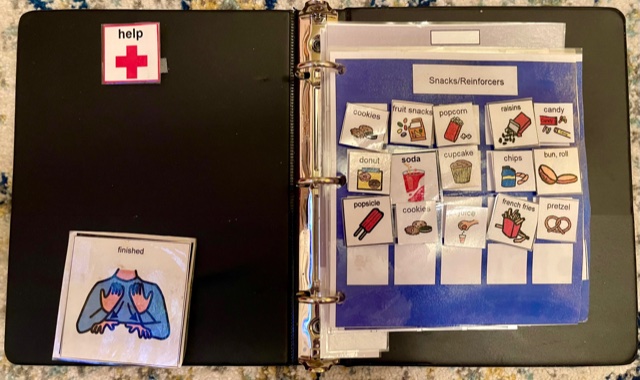 help
finished
Snacks/Reinforcers
cookies
fruit snacks
popcorn
raisins
candy
donut
soda
cupcake
chips
bun, roll
popsicle
cookies
juice
french fries
pretzel